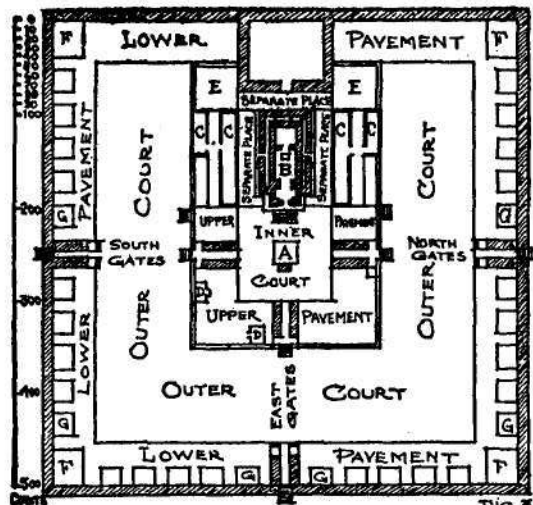 F LOWER PAVEMENT F
E E
SEPARATE PLACE
C C C C
SEPARATE PLACE SEPARATE PLACE
PAVEMENT
COURT COURT
100
B
200
G UPPER PAVEMENT G
INNER
A
SOUTH GATES NORTH GATES
COURT
300
D
UPPER PAVEMENT
D
OUTER OUTER
LOWER
400
OUTER COURT
EAST GATES
G G
LOWER PAVEMENT
F G G F
500
CUBITS